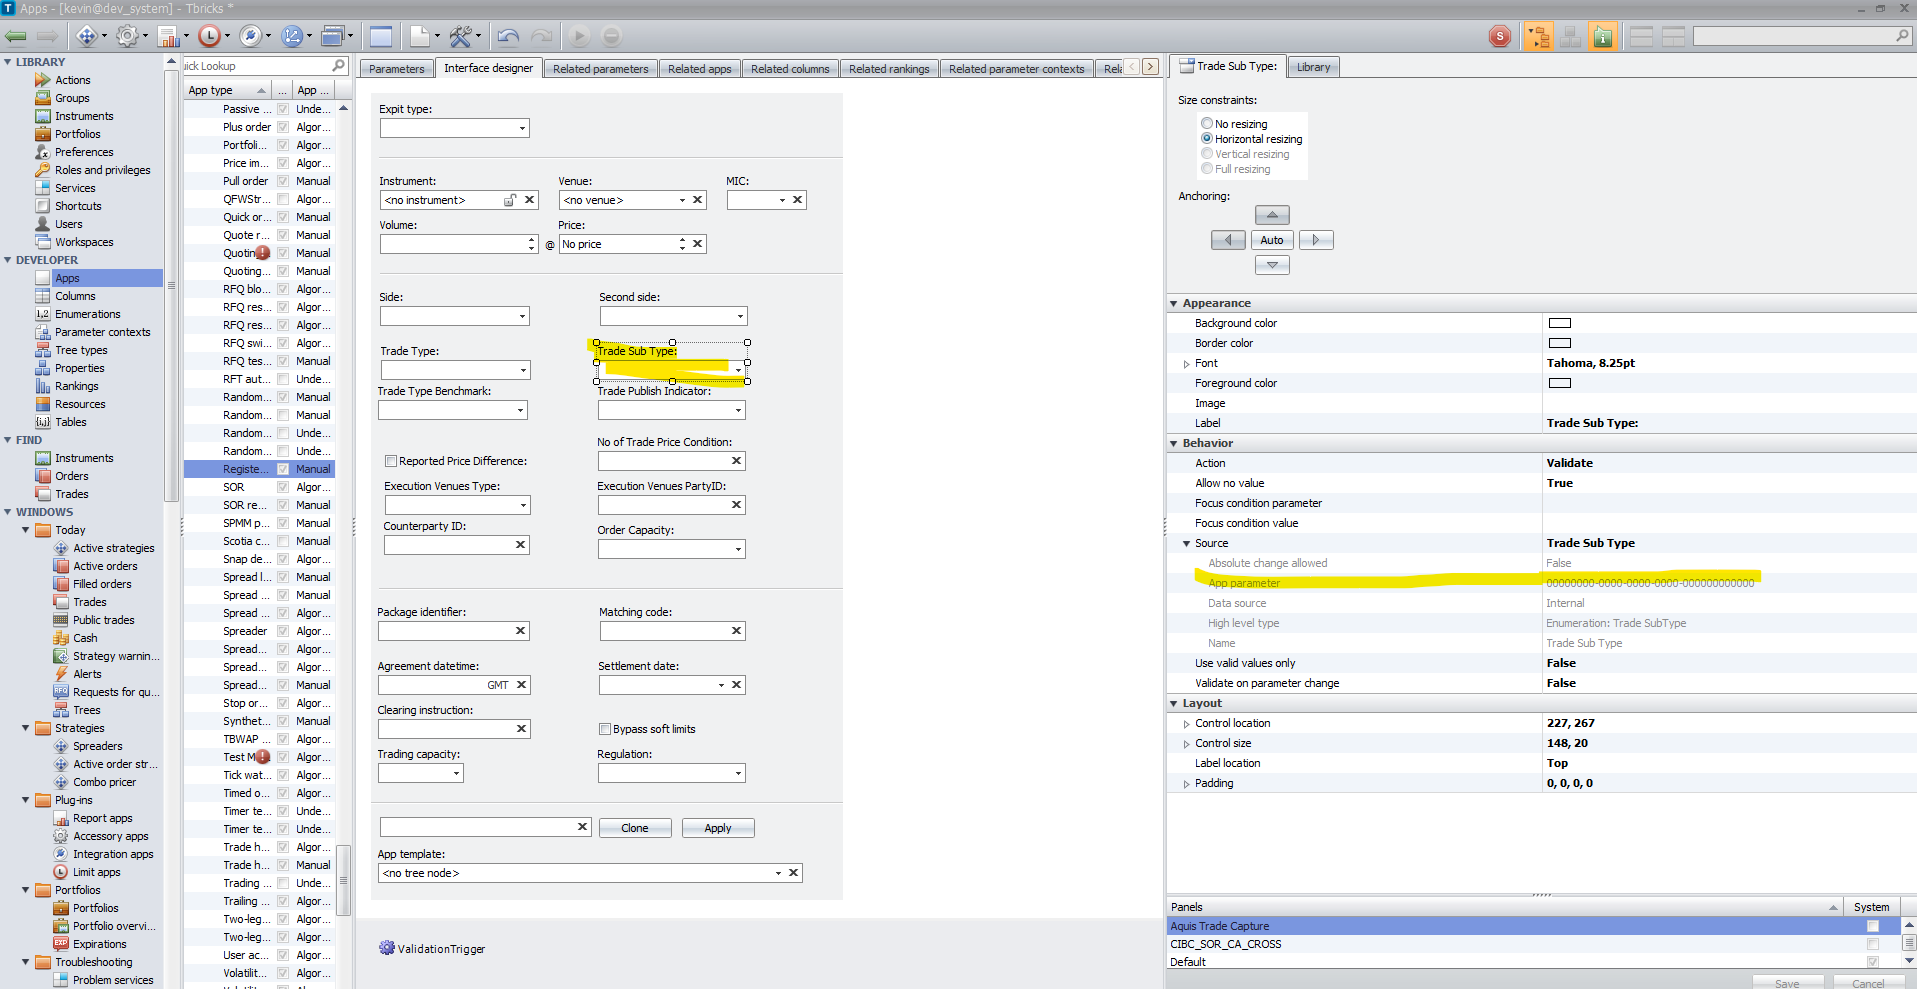 Apps - [kevin@dev_system] - Tbricks *
LIBRARY
Actions
Groups
Instruments
Portfolios
Preferences
Roles and privileges
Services
Shortcuts
Users
Workspaces
DEVELOPER
Apps
Columns
Enumerations
Parameter contexts
Tree types
Properties
Rankings
Resources
Tables
FIND
Instruments
Orders
Trades
WINDOWS
Today
Active strategies
Active orders
Filled orders
Trades
Public trades
Cash
Strategy warnin...
Alerts
Requests for qu...
Trees
Strategies
Spreaders
Active order str...
Combo pricer
Plug-ins
Report apps
Accessory apps
Integration apps
Limit apps
Portfolios
Portfolios
Portfolio overvi...
Expirations
Troubleshooting
Problem services
uick Lookup
App type ... App ...
Passive ... Unde...
Plus order Algor...
Portfoli... Algor...
Price im... Algor...
Pull order Manual
QFWStr... Algor...
Quick or... Manual
Quote r... Manual
Quotin Manual
Quoting... Manual
RFQ blo... Algor...
RFQ res... Manual
RFQ res... Algor...
RFQ swi... Algor...
RFQ tes... Manual
RFT aut... Unde...
Random... Manual
Random... Manual
Random... Unde...
Random... Unde...
Registe... Manual
SOR Algor...
SOR re... Manual
SPMM p... Manual
Scotia c... Manual
Snap de... Algor...
Spread l... Manual
Spread ... Manual
Spread ... Algor...
Spreader Algor...
Spread... Algor...
Spread... Algor...
Spread... Manual
Stop or... Algor...
Synthet... Manual
TBWAP ... Algor...
Test M Algor...
Tick wat... Algor...
Timed o... Algor...
Timer te... Unde...
Timer te... Unde...
Trade h... Algor...
Trade h... Manual
Trading ... Unde...
Trailing ... Algor...
Two-leg... Algor...
Two-leg... Algor...
User ac... Algor...
Volatilit... Algor...
Parameters Interface designer Related parameters Related apps Related columns Related rankings Related parameter contexts Rel
Expit type:
Instrument: Venue: MIC:
<no instrument> <no venue>
Volume: Price:
@ No price
Side: Second side:
Trade Type: Trade Sub Type:
Trade Type Benchmark: Trade Publish Indicator:
No of Trade Price Condition:
Reported Price Difference:
Execution Venues Type: Execution Venues PartyID:
Counterparty ID: Order Capacity:
Package identifier: Matching code:
Agreement datetime: Settlement date:
GMT
Clearing instruction:
Bypass soft limits
Trading capacity: Regulation:
Clone Apply
App template:
<no tree node>
ValidationTrigger
Trade Sub Type: Library
Size constraints:
No resizing
Horizontal resizing
Vertical resizing
Full resizing
Anchoring:
Auto
Appearance
Background color
Border color
Font Tahoma, 8.25pt
Foreground color
Image
Label Trade Sub Type:
Behavior
Action Validate
Allow no value True
Focus condition parameter
Focus condition value
Source Trade Sub Type
Absolute change allowed False
App parameter 00000000-0000-0000-0000-000000000000
Data source Internal
High level type Enumeration: Trade SubType
Name Trade Sub Type
Use valid values only False
Validate on parameter change False
Layout
Control location 227, 267
Control size 148, 20
Label location Top
Padding 0, 0, 0, 0
Panels System
Aquis Trade Capture
CIBC_SOR_CA_CROSS
Default
Save Cancel